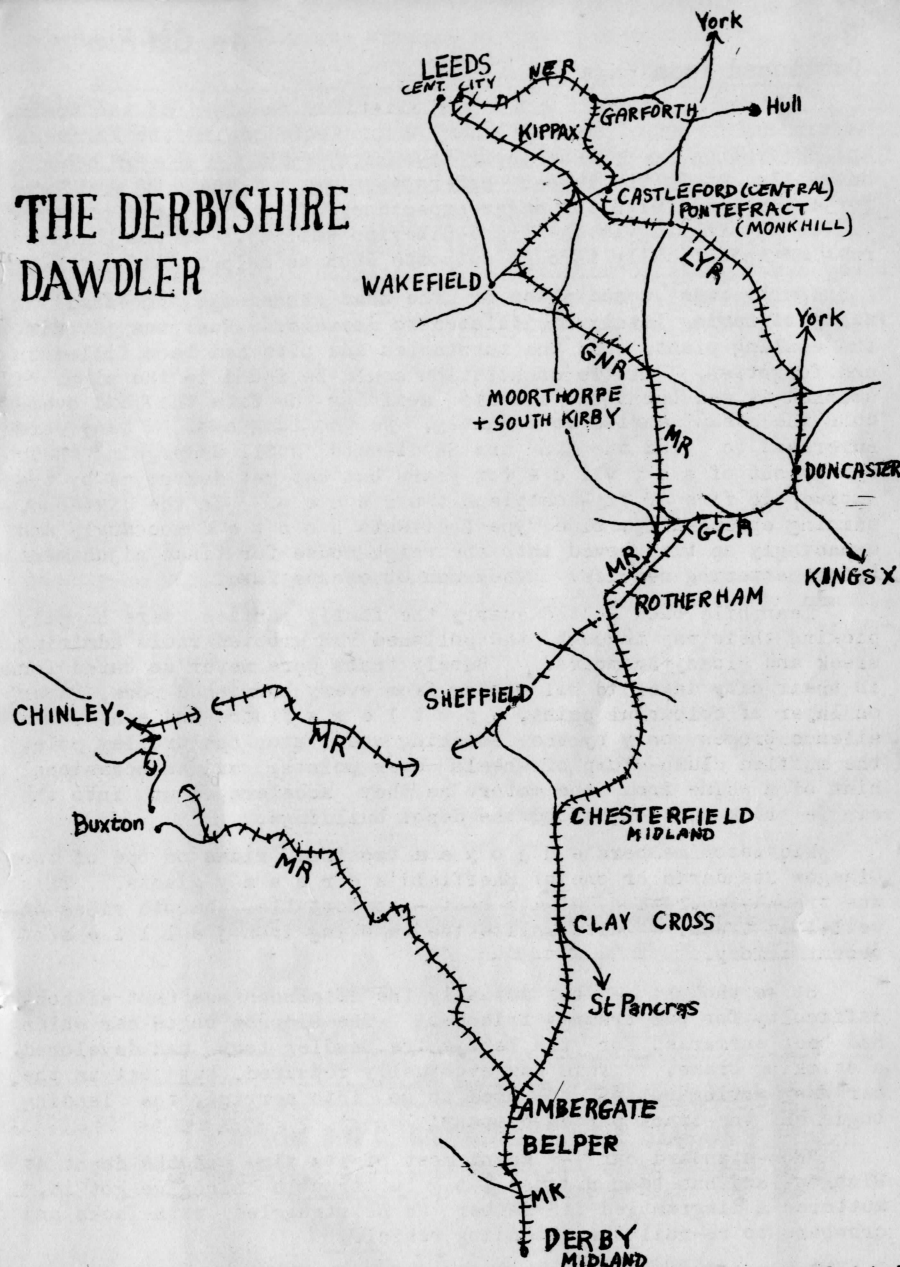 York
LEEDS
CENT. CITY
NER
GARFORTH
Hull
KIPPAX
CASTLEFORD (CENTRAL)
PONTEFRACT
(MONKHILL)
THE DERBYSHIRE
DAWDLER
LYR
WAKEFIELD
York
GNR
MOORTHORPE
+ SOUTH KIRBY
MR
DONCASTER
GCR
MR
KINGS X
ROTHERHAM
SHEFFIELD
CHINLEY
MR
Buxton
CHESTERFIELD
MIDLAND
MR
CLAY CROSS
St Pancras
AMBERGATE
BELPER
MK
DERBY
MIDLAND